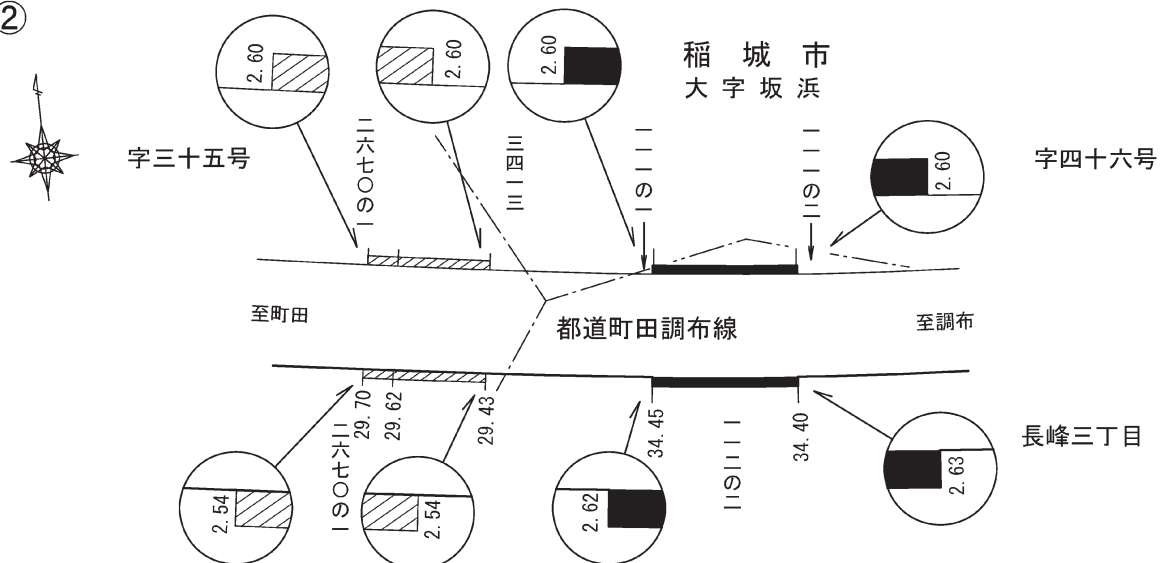 ②
2.60
2.60
2.60
稲城市
大字坂浜
2.60
字三十五号
二六七〇の一
三四一三
一一一の一
一一一の二
字四十六号
至町田
都道町田調布線
至調布
29.70
29.62
29.43
34.45
34.40
二六七〇の一
一一二の二
長峰三丁目
2.54
2.54
2.62
2.63